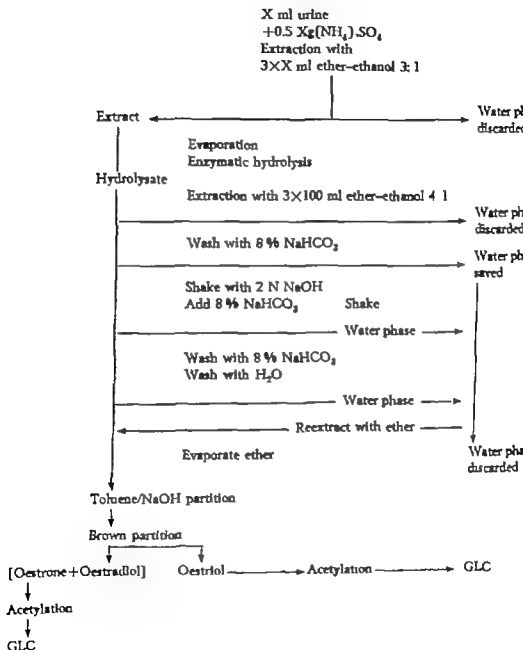 X ml urine
+0.5 Xg(NH₄).SO₄
Extraction with
3×X ml ether–ethanol 3:1
Extract
Water ph
discarded
Evaporation
Enzymatic hydrolysis
Hydrolysate
Extraction with 3×100 ml ether–ethanol 4 1
Water ph
discarded
Wash with 8% NaHCO₃
Water pha
saved
Shake with 2 N NaOH
Add 8% NaHCO₃ Shake
Water phase
Wash with 8% NaHCO₃
Wash with H₂O
Water phase
Reextract with ether
Evaporate ether
Water pha
discarded
Toluene/NaOH partition
Brown partition
[Oestrone+Oestradiol] Oestriol Acetylation GLC
Acetylation
GLC